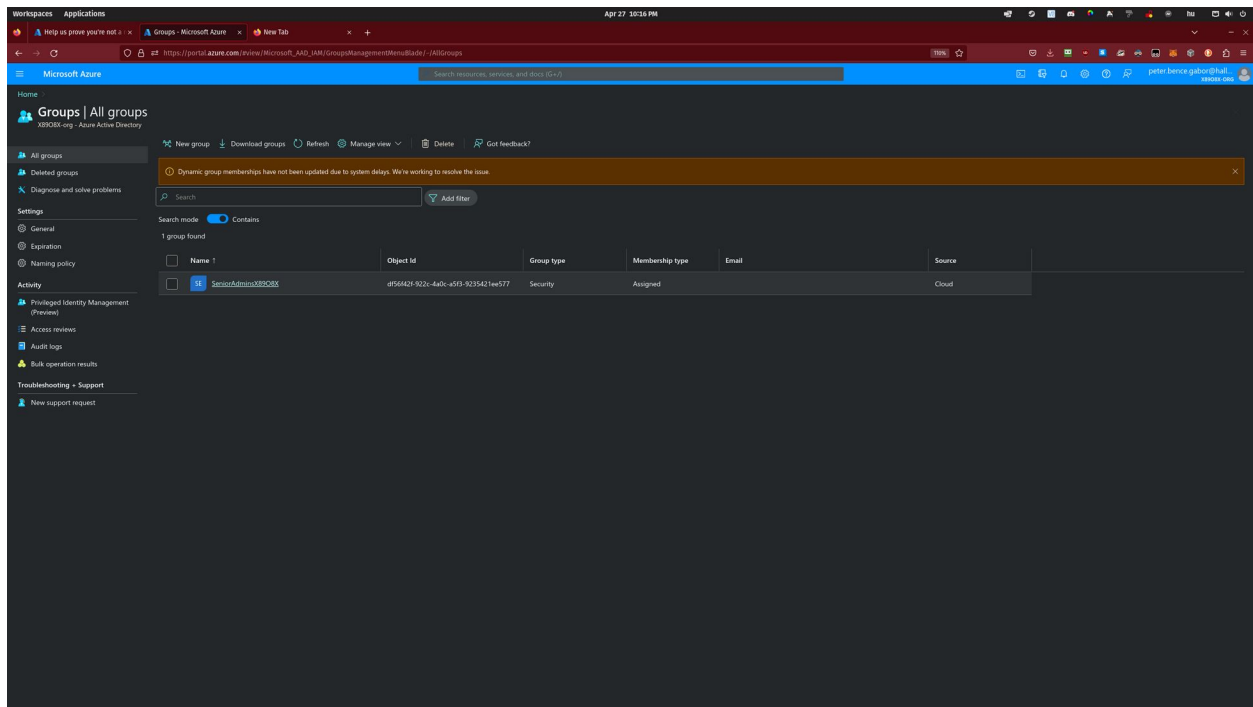 Workspaces Applications Apr 27 10:16 PM hu
Help us prove you're not a r × Groups - Microsoft Azure × New Tab × +
https://portal.azure.com/#view/Microsoft_AAD_IAM/GroupsManagementMenuBlade/~/AllGroups 110%
Microsoft Azure Search resources, services, and docs (G+/) peter.bence.gabor@hall...
X89O8X-ORG
Home >
Groups | All groups
X89O8X-org - Azure Active Directory
New group Download groups Refresh Manage view Delete Got feedback?
All groups
Deleted groups
Diagnose and solve problems
Settings
General
Expiration
Naming policy
Activity
Privileged Identity Management
(Preview)
Access reviews
Audit logs
Bulk operation results
Troubleshooting + Support
New support request
Dynamic group memberships have not been updated due to system delays. We're working to resolve the issue.
Search Add filter
Search mode Contains
1 group found
Name ↑ Object Id Group type Membership type Email Source
SE SeniorAdminsX89O8X df56f42f-922c-4a0c-a5f3-9235421ee577 Security Assigned Cloud